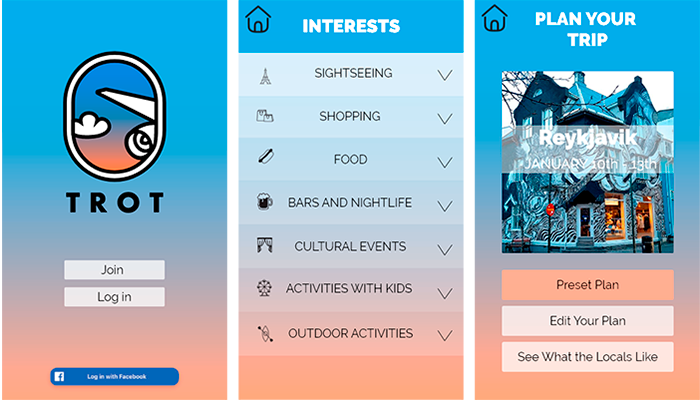 TROT
Join
Log in
Log in with Facebook
INTERESTS
SIGHTSEEING
SHOPPING
FOOD
BARS AND NIGHTLIFE
CULTURAL EVENTS
ACTIVITIES WITH KIDS
OUTDOOR ACTIVITIES
PLAN YOUR
TRIP
Reykjavik
JANUARY 10th - 13th
Preset Plan
Edit Your Plan
See What the Locals Like